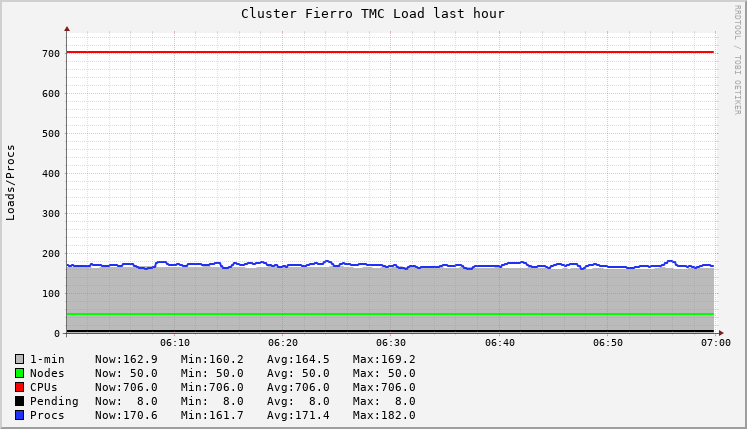 Cluster Fierro TMC Load last hour
RRDTOOL / TOBI OETIKER
Loads/Procs
700
600
500
400
300
200
100
0
06:10 06:20 06:30 06:40 06:50 07:00
1-min Now:162.9 Min:160.2 Avg:164.5 Max:169.2
Nodes Now: 50.0 Min: 50.0 Avg: 50.0 Max: 50.0
CPUs Now:706.0 Min:706.0 Avg:706.0 Max:706.0
Pending Now: 8.0 Min: 8.0 Avg: 8.0 Max: 8.0
Procs Now:170.6 Min:161.7 Avg:171.4 Max:182.0